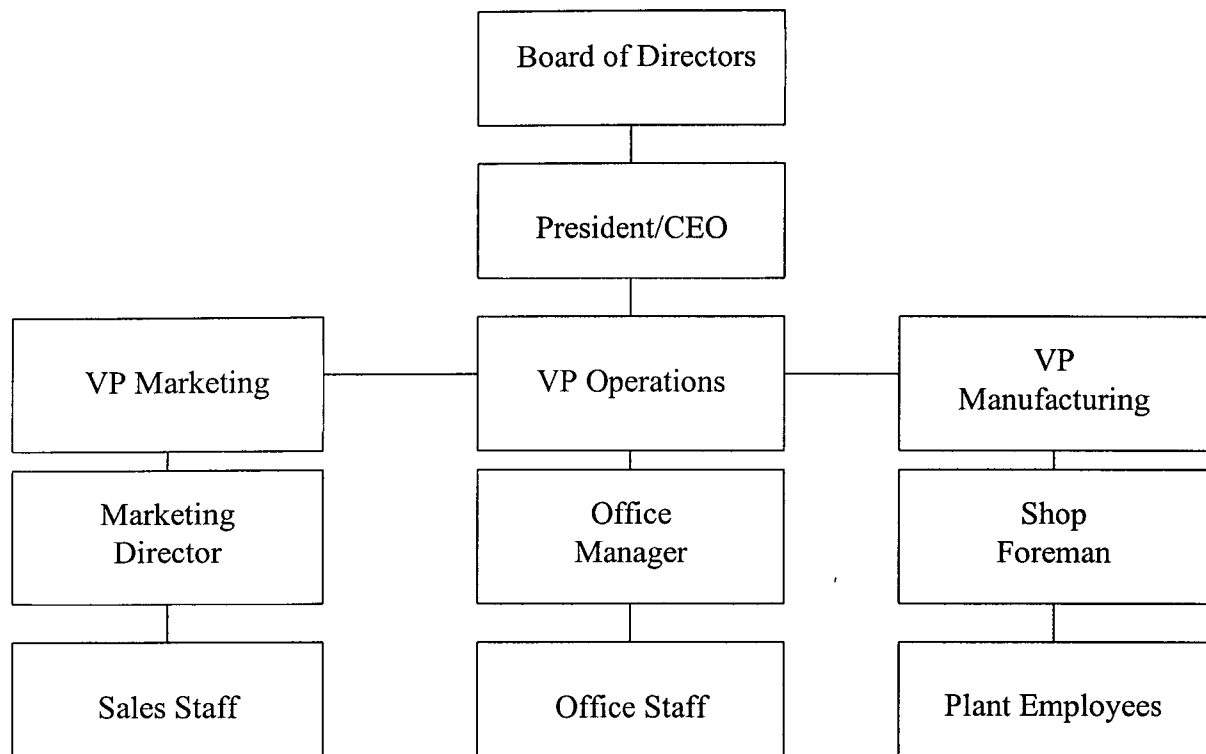 Board of Directors
President/CEO
VP Marketing
VP Operations
VP
Manufacturing
Marketing
Director
Office
Manager
Shop
Foreman
Sales Staff
Office Staff
Plant Employees